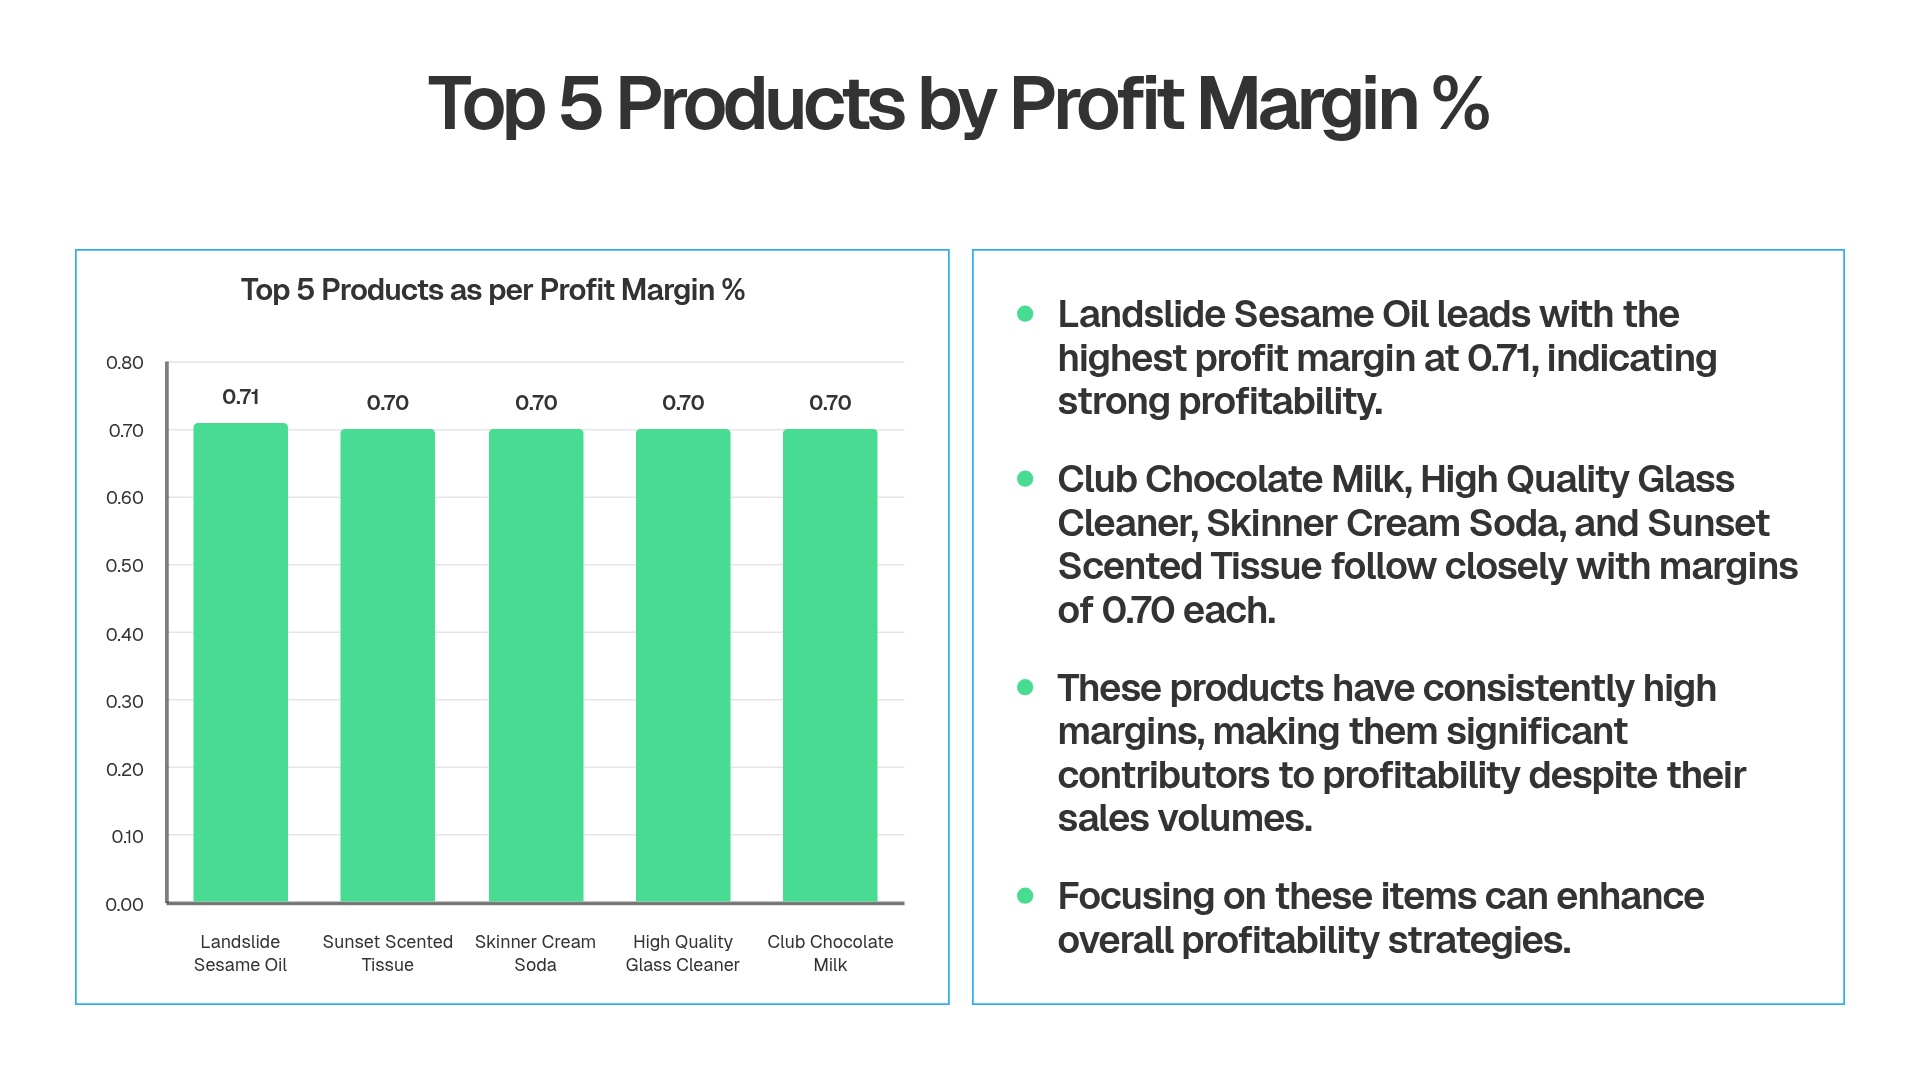 Top 5 Products by Profit Margin %
Top 5 Products as per Profit Margin %
0.80
0.70
0.60
0.50
0.40
0.30
0.20
0.10
0.00
0.71
0.70
0.70
0.70
0.70
Landslide
Sesame Oil
Sunset Scented
Tissue
Skinner Cream
Soda
High Quality
Glass Cleaner
Club Chocolate
Milk
Landslide Sesame Oil leads with the
highest profit margin at 0.71, indicating
strong profitability.
Club Chocolate Milk, High Quality Glass
Cleaner, Skinner Cream Soda, and Sunset
Scented Tissue follow closely with margins
of 0.70 each.
These products have consistently high
margins, making them significant
contributors to profitability despite their
sales volumes.
Focusing on these items can enhance
overall profitability strategies.